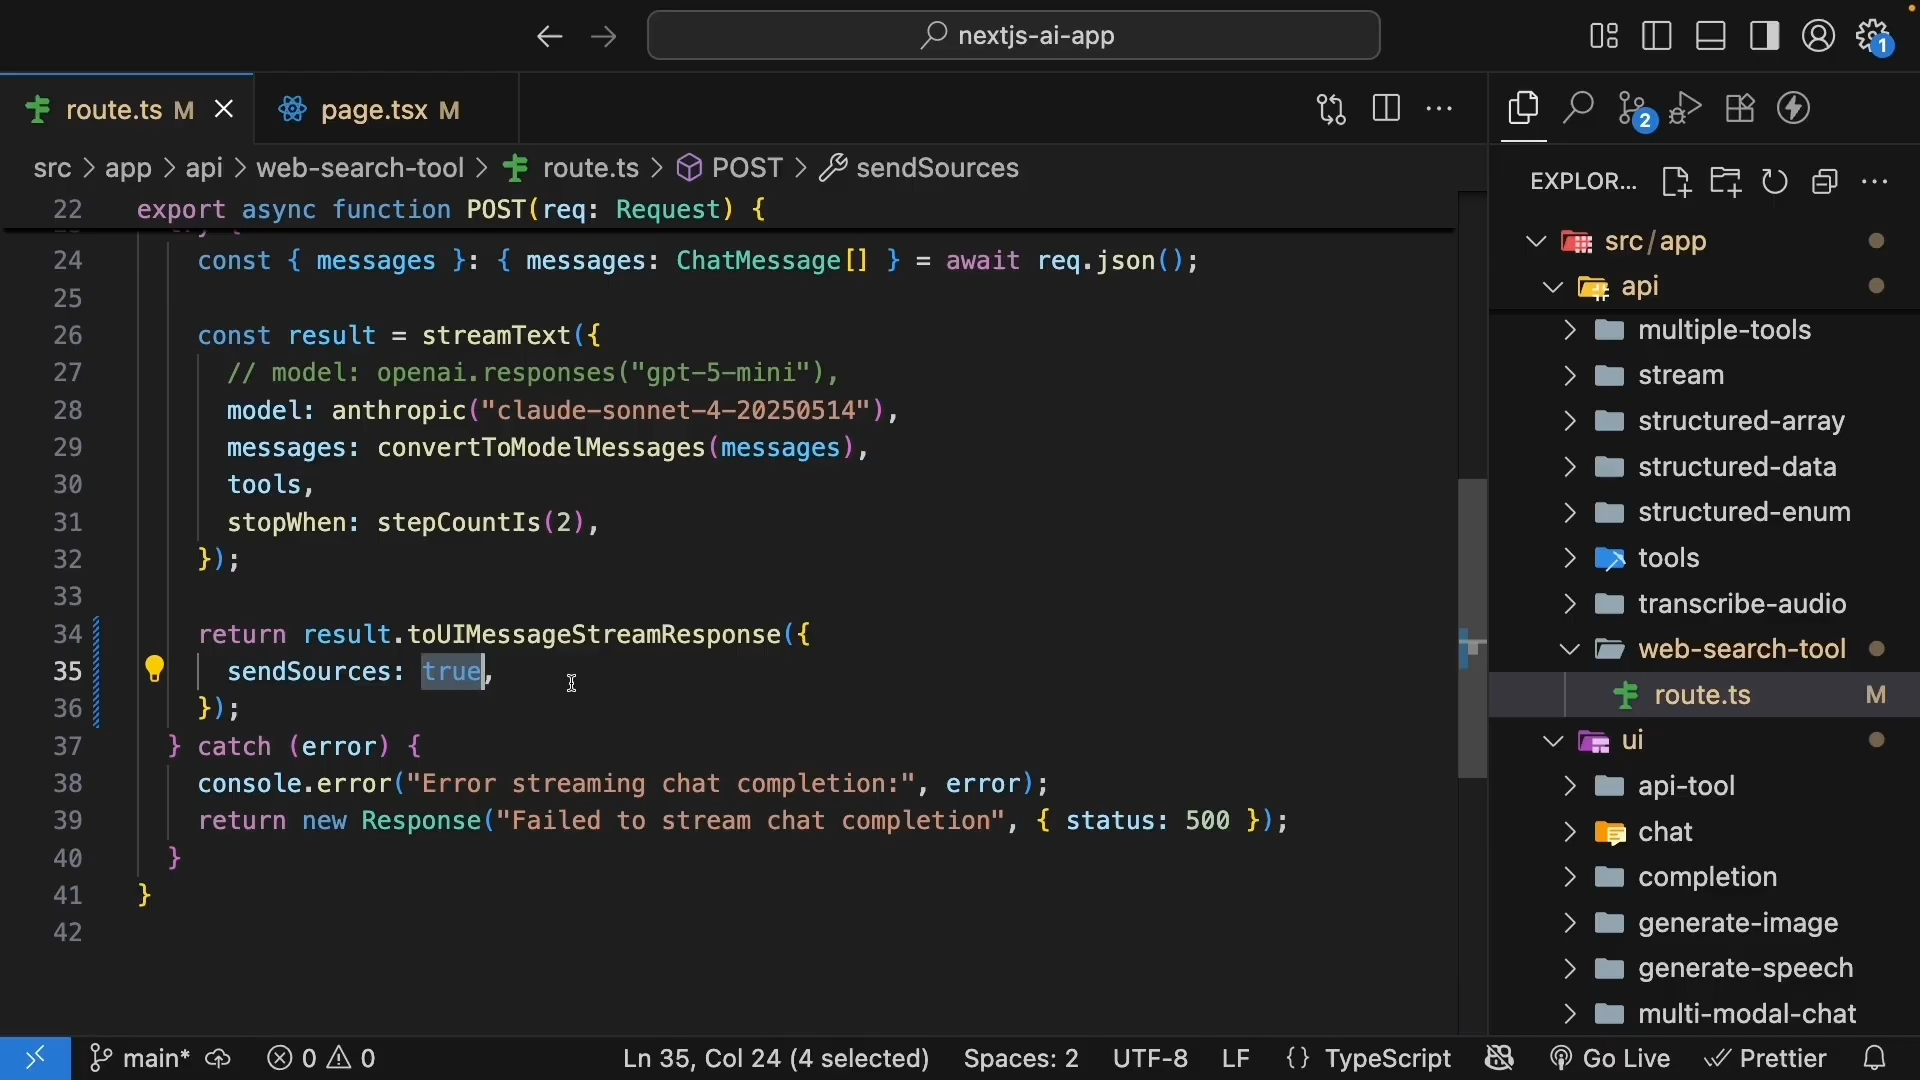 nextjs-ai-app
1
route.ts M
page.tsx M
2
src > app > api > web-search-tool > route.ts > POST > sendSources
EXPLOR...
22 export async function POST(req: Request) {
24 const { messages }: { messages: ChatMessage[] } = await req.json();
25
26 const result = streamText({
27 // model: openai.responses("gpt-5-mini"),
28 model: anthropic("claude-sonnet-4-20250514"),
29 messages: convertToModelMessages(messages),
30 tools,
31 stopWhen: stepCountIs(2),
32 });
33
34 return result.toUIMessageStreamResponse({
35 sendSources: true,
36 });
37 } catch (error) {
38 console.error("Error streaming chat completion:", error);
39 return new Response("Failed to stream chat completion", { status: 500 });
40 }
41 }
42
src/app
api
multiple-tools
stream
structured-array
structured-data
structured-enum
tools
transcribe-audio
web-search-tool
route.ts M
ui
api-tool
chat
completion
generate-image
generate-speech
multi-modal-chat
main* 0 0 Ln 35, Col 24 (4 selected) Spaces: 2 UTF-8 LF {} TypeScript Go Live Prettier